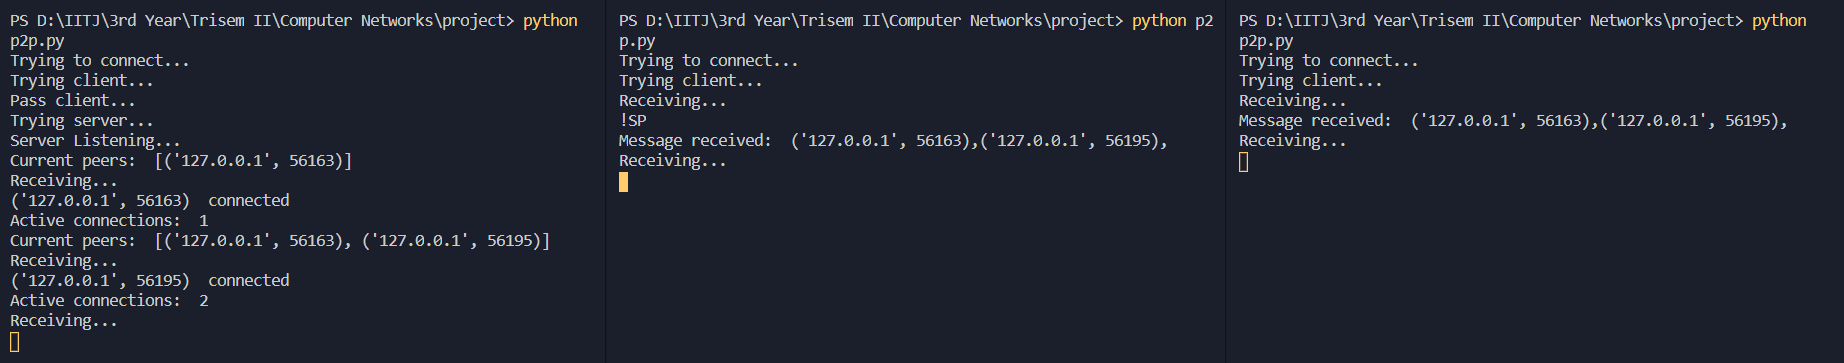 PS D:\IITJ\3rd Year\Trisem II\Computer Networks\project> python
p2p.py
Trying to connect...
Trying client...
Pass client...
Trying server...
Server Listening...
Current peers:  [('127.0.0.1', 56163)]
Receiving...
('127.0.0.1', 56163)  connected
Active connections:  1
Current peers:  [('127.0.0.1', 56163), ('127.0.0.1', 56195)]
Receiving...
('127.0.0.1', 56195)  connected
Active connections:  2
Receiving...
PS D:\IITJ\3rd Year\Trisem II\Computer Networks\project> python p2
p.py
Trying to connect...
Trying client...
Receiving...
!SP
Message received:  ('127.0.0.1', 56163),('127.0.0.1', 56195),
Receiving...
PS D:\IITJ\3rd Year\Trisem II\Computer Networks\project> python
p2p.py
Trying to connect...
Trying client...
Receiving...
Message received:  ('127.0.0.1', 56163),('127.0.0.1', 56195),
Receiving...